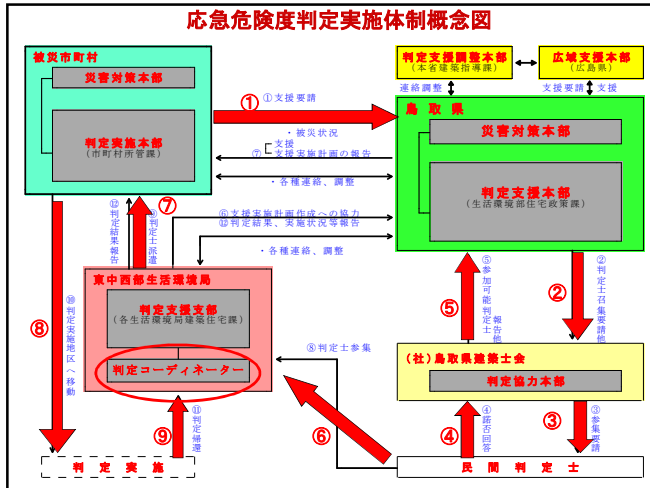 応急危険度判定実施体制概念図
被災市町村
災害対策本部
判定実施本部
(市町村所管課)
判定支援調整本部
(本省建築指導課)
広域支援本部
(広島県)
連絡調整
支援要請
支援
①
①支援要請
・被災状況
支援
⑦
支援実施計画の報告
・各種連絡、調整
鳥取県
災害対策本部
判定支援本部
(生活環境部住宅政策課)
⑥支援実施計画作成への協力
⑬判定結果、実施状況等報告
・各種連絡、調整
⑫判定結果報告
⑨判定士派遣
⑦
東中西部生活環境局
判定支援支部
(各生活環境局建築住宅課)
判定コーディネーター
⑧
⑩判定実施地区へ移動
⑤
⑤参加可能判定士
報告他
②
②判定士召集要請他
⑧判定士参集
(社)鳥取県建築士会
判定協力本部
⑨
⑪判定帰還
⑥
④
④諾否回答
③
③参集要請
判定実施
民間判定士